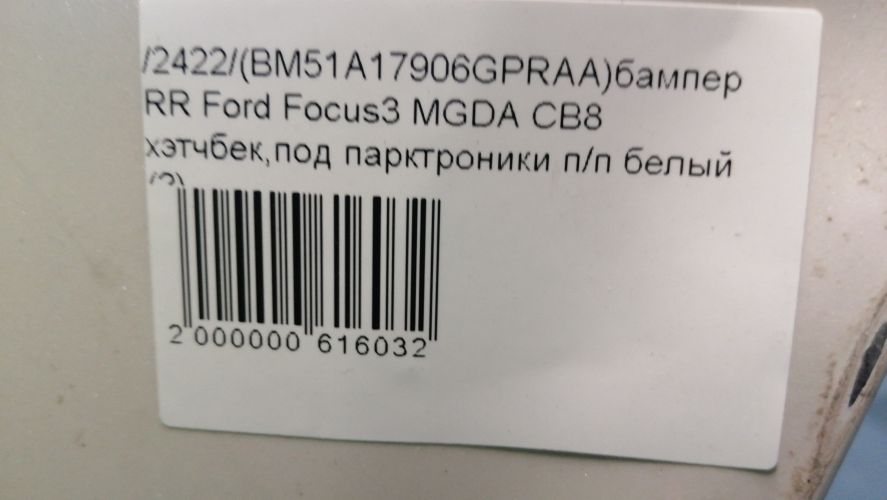 /2422/(BM51A17906GPRAA)бампер
RR Ford Focus3 MGDA CB8
хэтчбек,под парктроники п/п белый
2 000000 616032